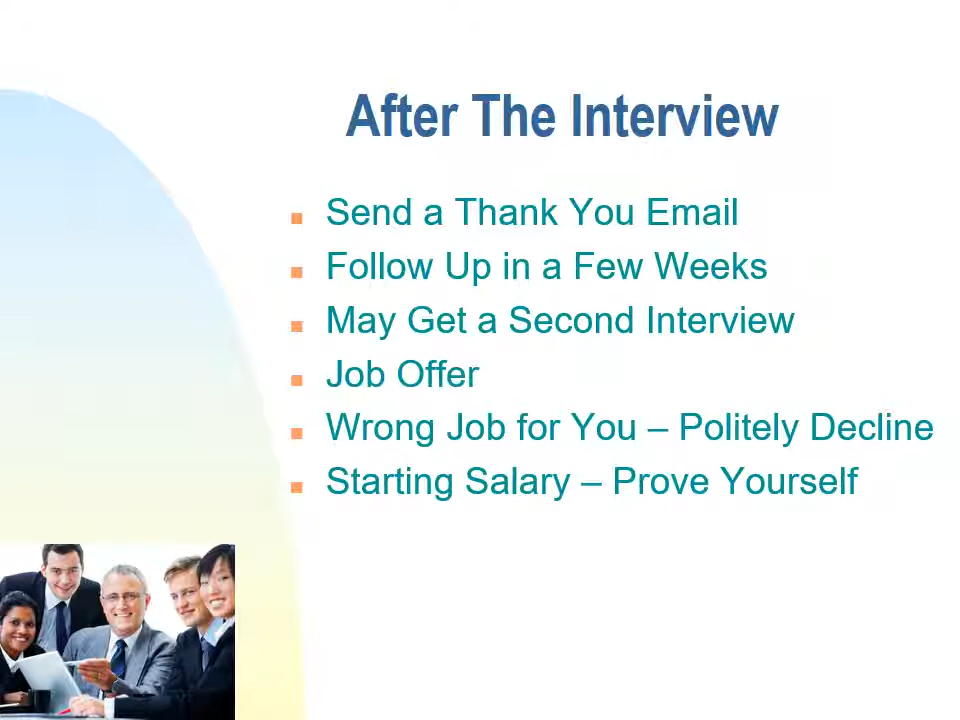 After The Interview
Send a Thank You Email
Follow Up in a Few Weeks
May Get a Second Interview
Job Offer
Wrong Job for You – Politely Decline
Starting Salary – Prove Yourself